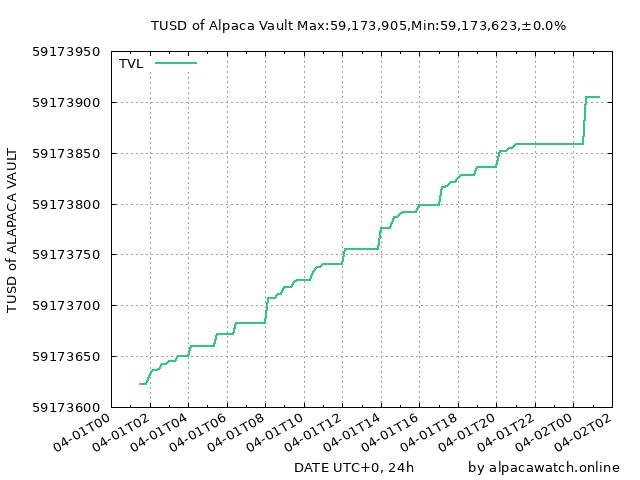 TUSD of Alpaca Vault Max:59,173,905,Min:59,173,623,±0.0%
TVL
59173950
59173900
59173850
59173800
59173750
59173700
59173650
59173600
TUSD of ALAPACA VAULT
04-01T00
04-01T02
04-01T04
04-01T06
04-01T08
04-01T10
04-01T12
04-01T14
04-01T16
04-01T18
04-01T20
04-01T22
04-02T00
04-02T02
DATE UTC+0, 24h
by alpacawatch.online